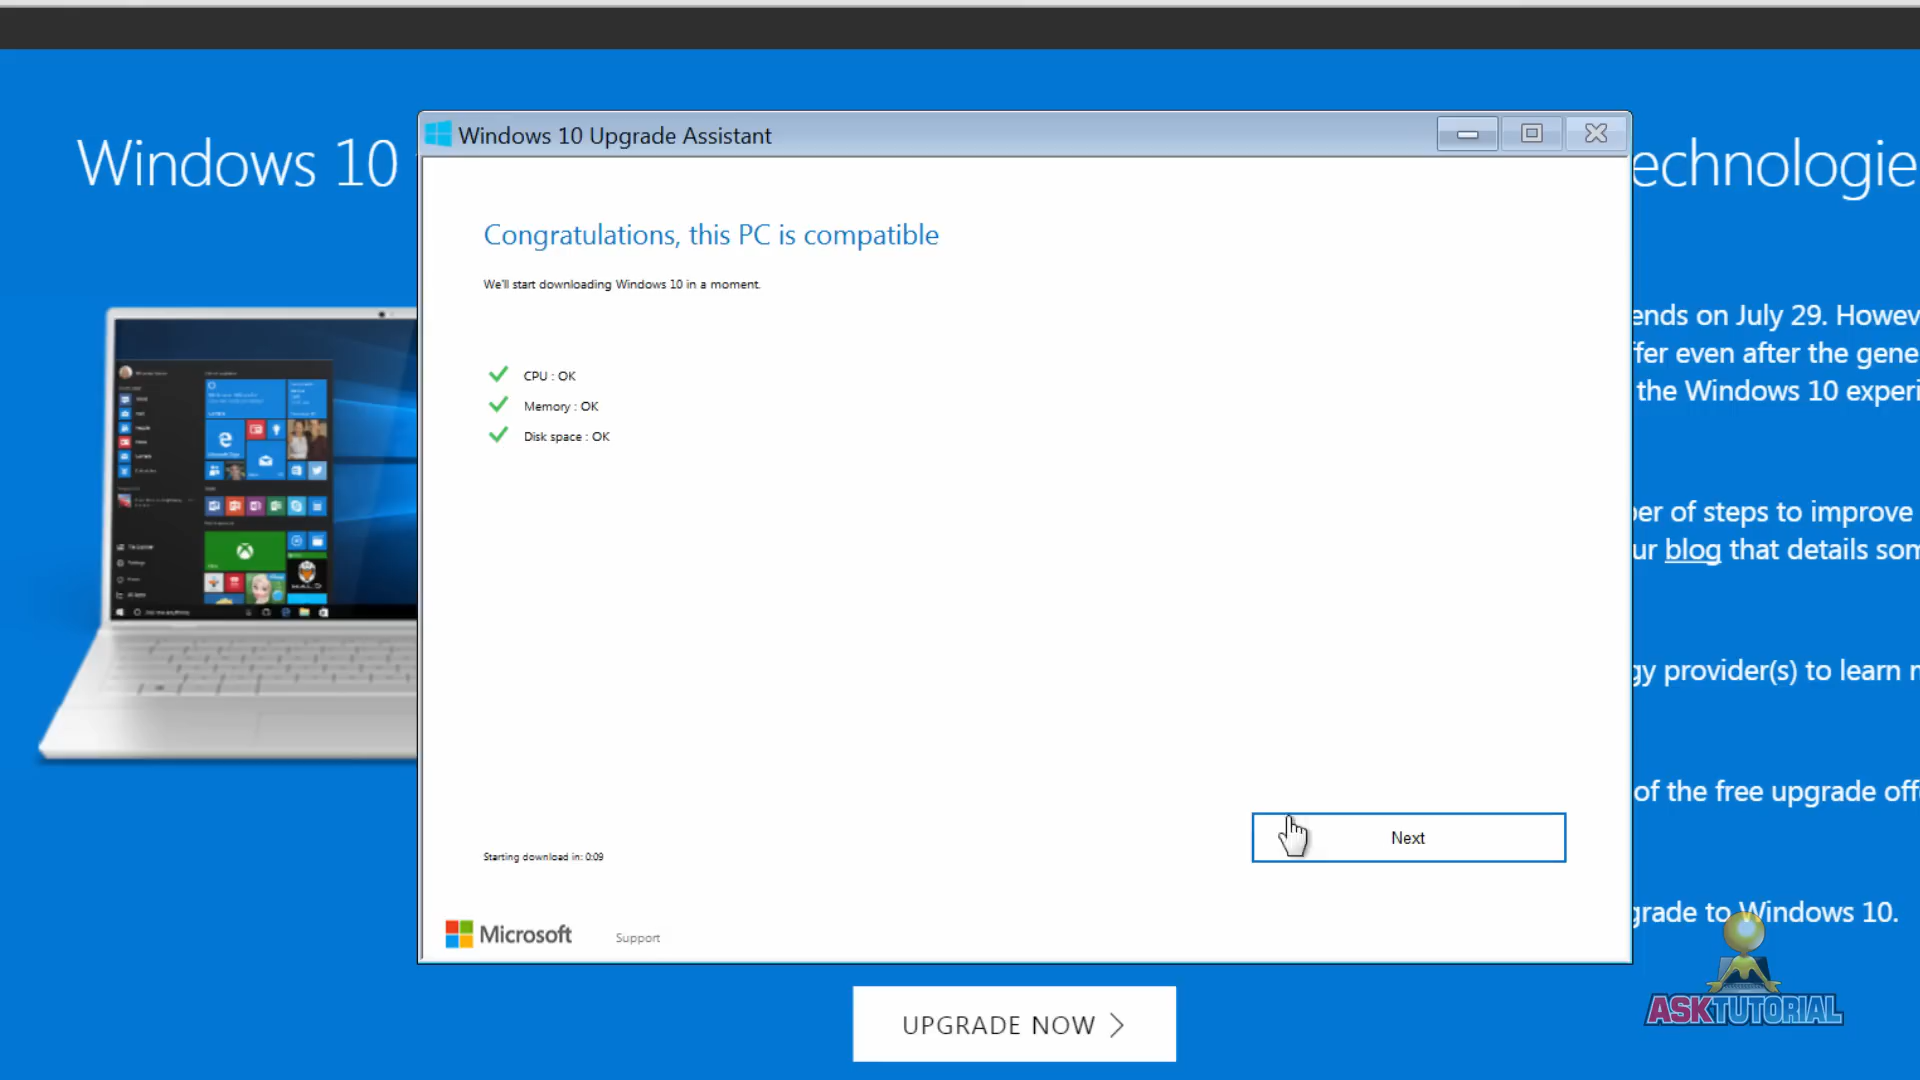 Windows 10 Upgrade Assistant
Windows 10
echnologie
Congratulations, this PC is compatible
We'll start downloading Windows 10 in a moment.
CPU : OK
Memory : OK
Disk space : OK
ends on July 29. Howev
ffer even after the gene
the Windows 10 experi
ber of steps to improve
ur blog that details som
gy provider(s) to learn m
of the free upgrade off
grade to Windows 10.
Next
Starting download in: 0:09
Microsoft
Support
UPGRADE NOW
ASKTUTORIAL